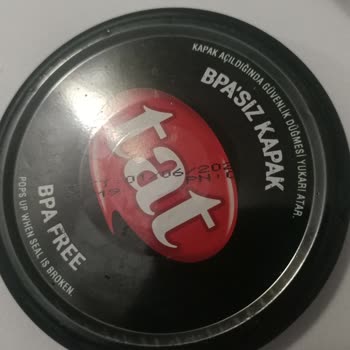 KAPAK AÇILDIĞINDA GÜVENLİK DÜĞMESİ YUKARI ATAR.
BPA'SIZ KAPAK
tat
BPA FREE
POPS UP WHEN SEAL IS BROKEN.